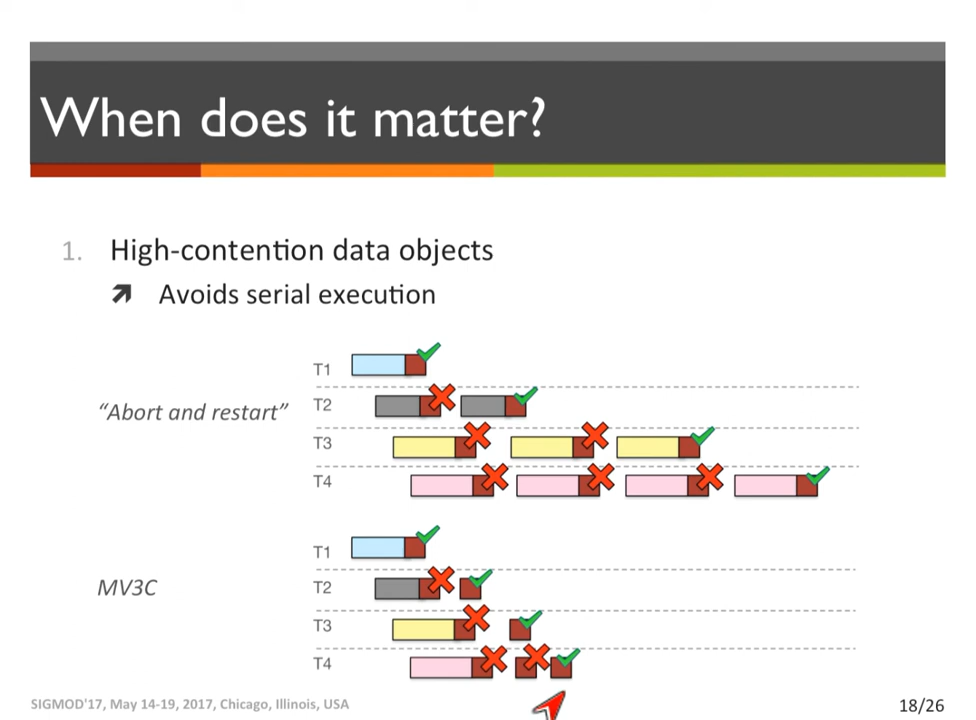 When does it matter?
1. High-contention data objects
Avoids serial execution
“Abort and restart”
T1
T2
T3
T4
MV3C
T1
T2
T3
T4
SIGMOD'17, May 14-19, 2017, Chicago, Illinois, USA
18/26